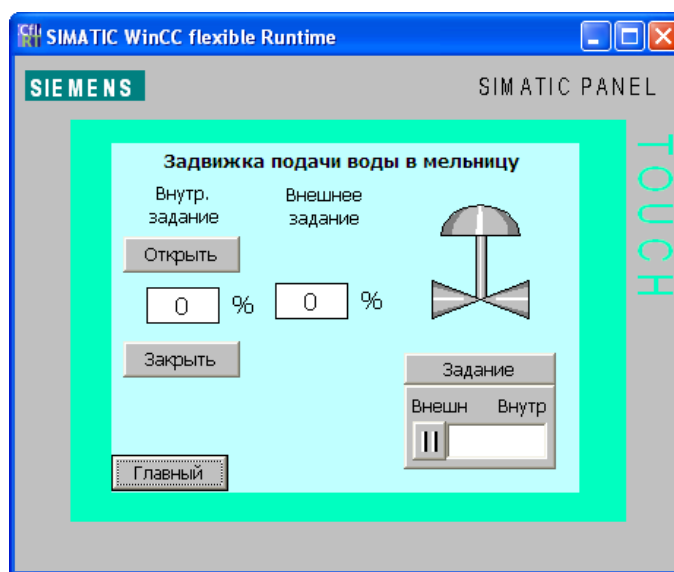 SIMATIC WinCC flexible Runtime
SIEMENS
SIMATIC PANEL
TOUCH
Задвижка подачи воды в мельницу
Внутр.
задание
Внешнее
задание
Открыть
0 %
0 %
Закрыть
Задание
Внешн Внутр
Главный